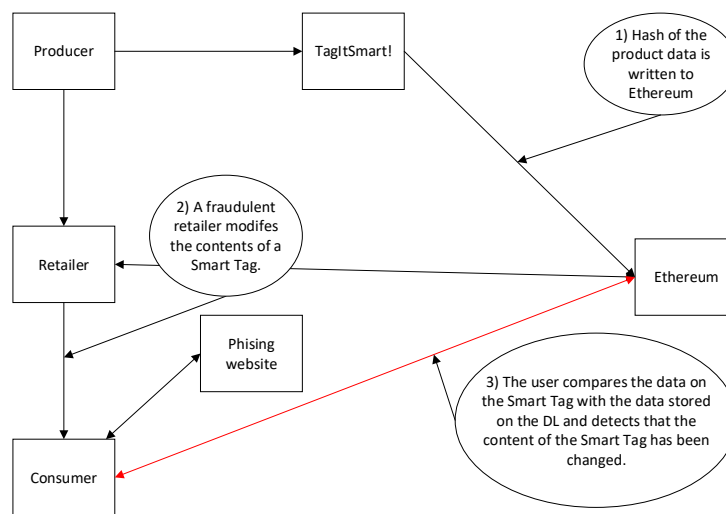 Producer
TagItSmart!
1) Hash of the
product data is
written to
Ethereum
2) A fraudulent
retailer modifes
the contents of a
Smart Tag.
Retailer
Ethereum
Phising
website
3) The user compares the data on
the Smart Tag with the data stored
on the DL and detects that the
content of the Smart Tag has been
changed.
Consumer